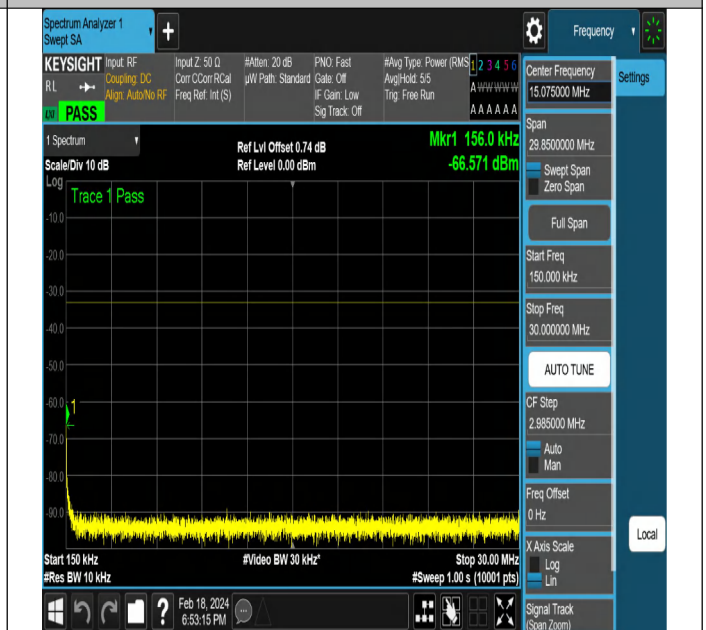 Spectrum Analyzer 1
Swept SA
+
Frequency
KEYSIGHT
RL
PASS
Input: RF
Coupling: DC
Align: Auto/No RF
Input Z: 50 Ω
Corr CCorr RCal
Freq Ref: Int (S)
#Atten: 20 dB
µW Path: Standard
PNO: Fast
Gate: Off
IF Gain: Low
Sig Track: Off
#Avg Type: Power (RMS
Avg|Hold: 5/5
Trig: Free Run
1 2 3 4 5 6
A W W W W W
A A A A A A
Center Frequency
15.075000 MHz
Settings
Span
29.8500000 MHz
Swept Span
Zero Span
Full Span
Start Freq
150.000 kHz
Stop Freq
30.000000 MHz
AUTO TUNE
CF Step
2.985000 MHz
Auto
Man
Freq Offset
0 Hz
X Axis Scale
Log
Lin
Signal Track
(Span Zoom)
Local
1 Spectrum
Scale/Div 10 dB
Ref Lvl Offset 0.74 dB
Ref Level 0.00 dBm
Mkr1 156.0 kHz
-66.571 dBm
Log
Trace 1 Pass
-10.0
-20.0
-30.0
-40.0
-50.0
-60.0
1
-70.0
-80.0
-90.0
Start 150 kHz
#Video BW 30 kHz*
Stop 30.00 MHz
#Res BW 10 kHz
#Sweep 1.00 s (10001 pts)
?
Feb 18, 2024
6:53:15 PM